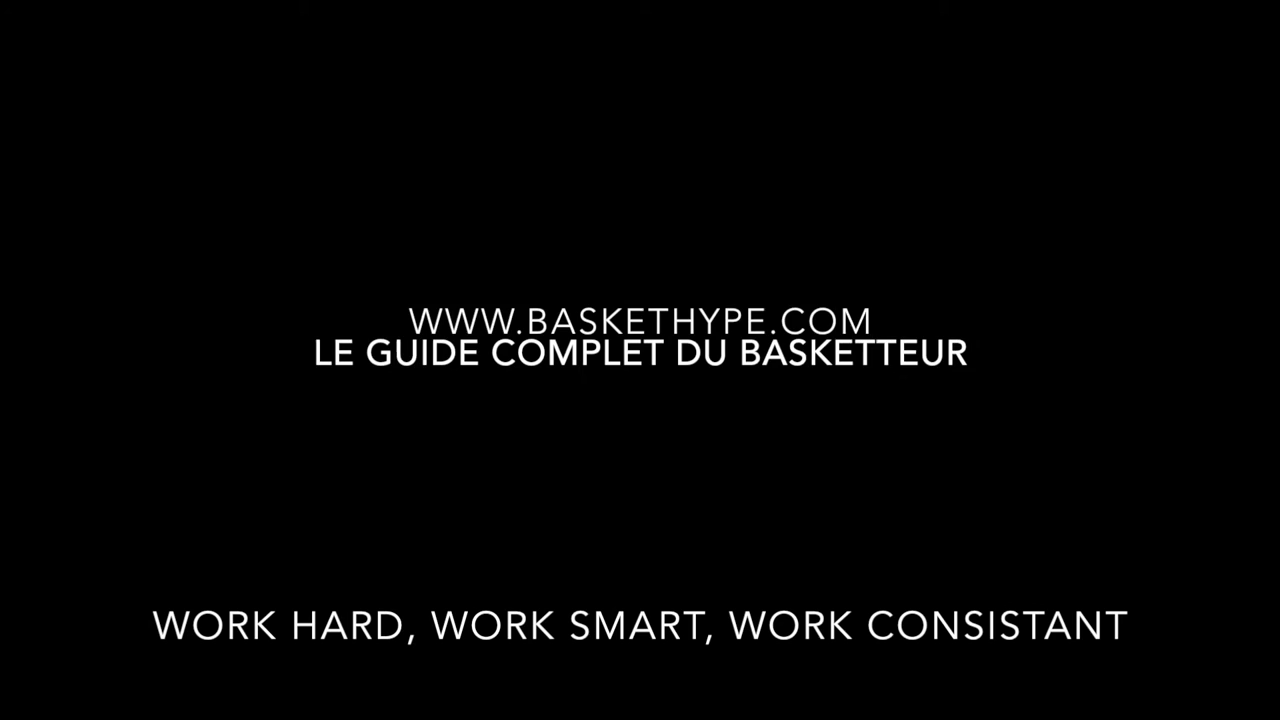 WWW.BASKETHYPE.COM
LE GUIDE COMPLET DU BASKETTEUR
WORK HARD, WORK SMART, WORK CONSISTANT